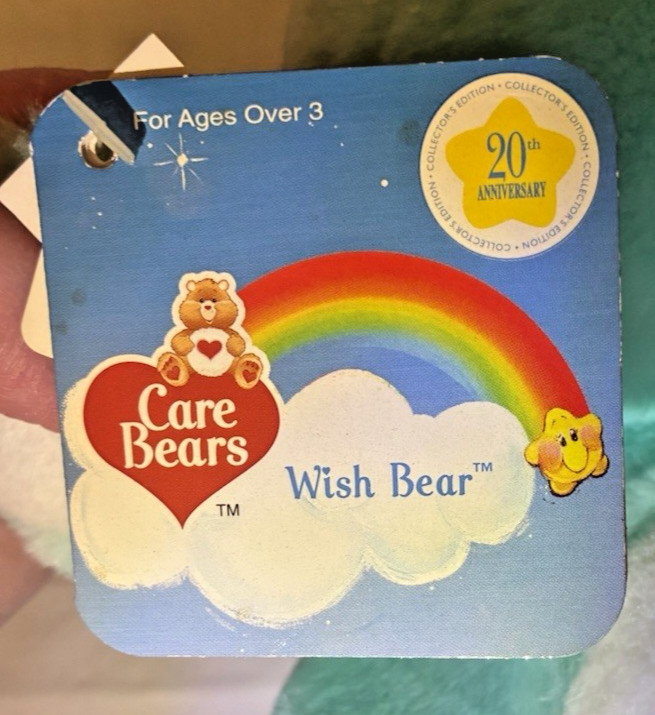 For Ages Over 3
COLLECTOR'S EDITION • COLLECTOR'S EDITION • COLLECTOR'S EDITION • COLLECTOR'S EDITION •
20th
ANNIVERSARY
Care
Bears
TM
Wish Bear™